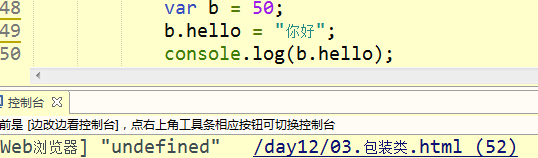 48 var b = 50;
49 b.hello = "你好";
50 console.log(b.hello);
控制台
前是 [边改边看控制台]，点右上角工具条相应按钮可切换控制台
Web浏览器] "undefined" /day12/03.包装类.html (52)